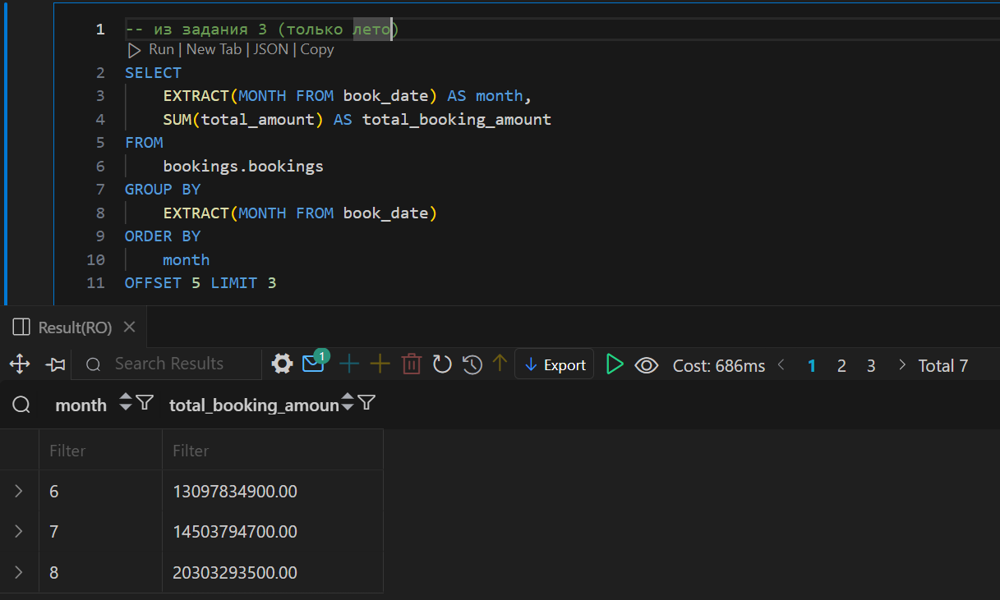 1 -- из задания 3 (только лето)
Run | New Tab | JSON | Copy
2 SELECT
3 EXTRACT(MONTH FROM book_date) AS month,
4 SUM(total_amount) AS total_booking_amount
5 FROM
6 bookings.bookings
7 GROUP BY
8 EXTRACT(MONTH FROM book_date)
9 ORDER BY
10 month
11 OFFSET 5 LIMIT 3
Result(RO)
Search Results 1 Export Cost: 686ms 1 2 3 Total 7
month total_booking_amoun
Filter Filter
6 13097834900.00
7 14503794700.00
8 20303293500.00